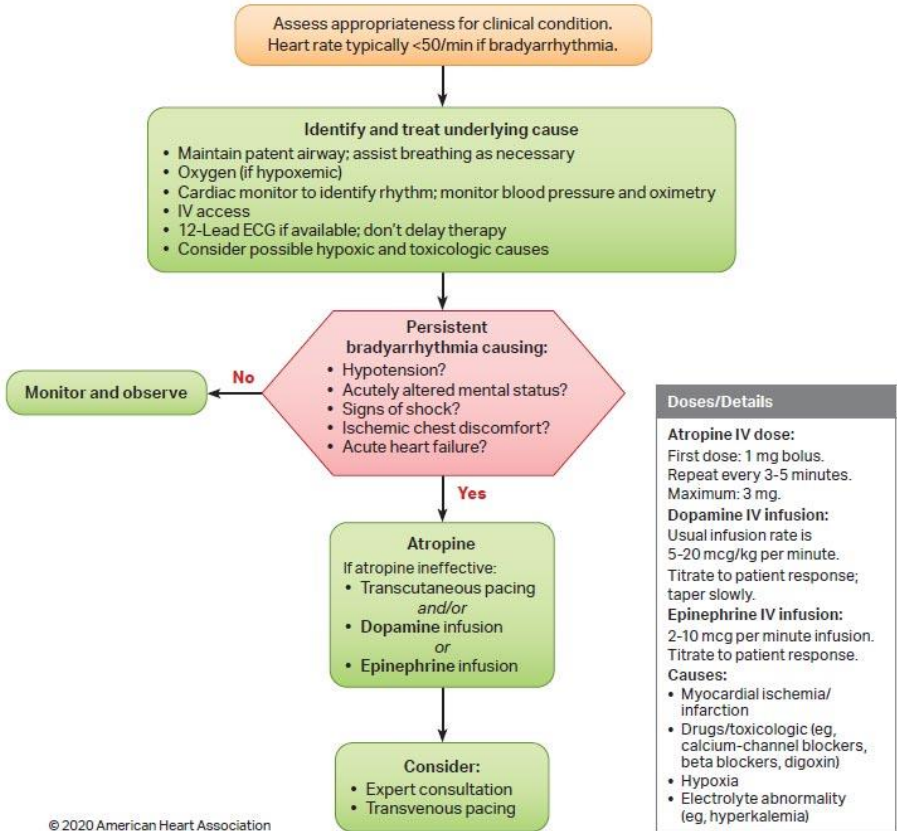 Assess appropriateness for clinical condition.
Heart rate typically <50/min if bradyarrhythmia.
Identify and treat underlying cause
• Maintain patent airway; assist breathing as necessary
• Oxygen (if hypoxemic)
• Cardiac monitor to identify rhythm; monitor blood pressure and oximetry
• IV access
• 12-Lead ECG if available; don't delay therapy
• Consider possible hypoxic and toxicologic causes
Persistent
bradyarrhythmia causing:
• Hypotension?
• Acutely altered mental status?
• Signs of shock?
• Ischemic chest discomfort?
• Acute heart failure?
No
Monitor and observe
Yes
Atropine
If atropine ineffective:
• Transcutaneous pacing
and/or
• Dopamine infusion
or
• Epinephrine infusion
Consider:
• Expert consultation
• Transvenous pacing
Doses/Details
Atropine IV dose:
First dose: 1 mg bolus.
Repeat every 3-5 minutes.
Maximum: 3 mg.
Dopamine IV infusion:
Usual infusion rate is
5-20 mcg/kg per minute.
Titrate to patient response;
taper slowly.
Epinephrine IV infusion:
2-10 mcg per minute infusion.
Titrate to patient response.
Causes:
• Myocardial ischemia/
infarction
• Drugs/toxicologic (eg,
calcium-channel blockers,
beta blockers, digoxin)
• Hypoxia
• Electrolyte abnormality
(eg, hyperkalemia)
© 2020 American Heart Association